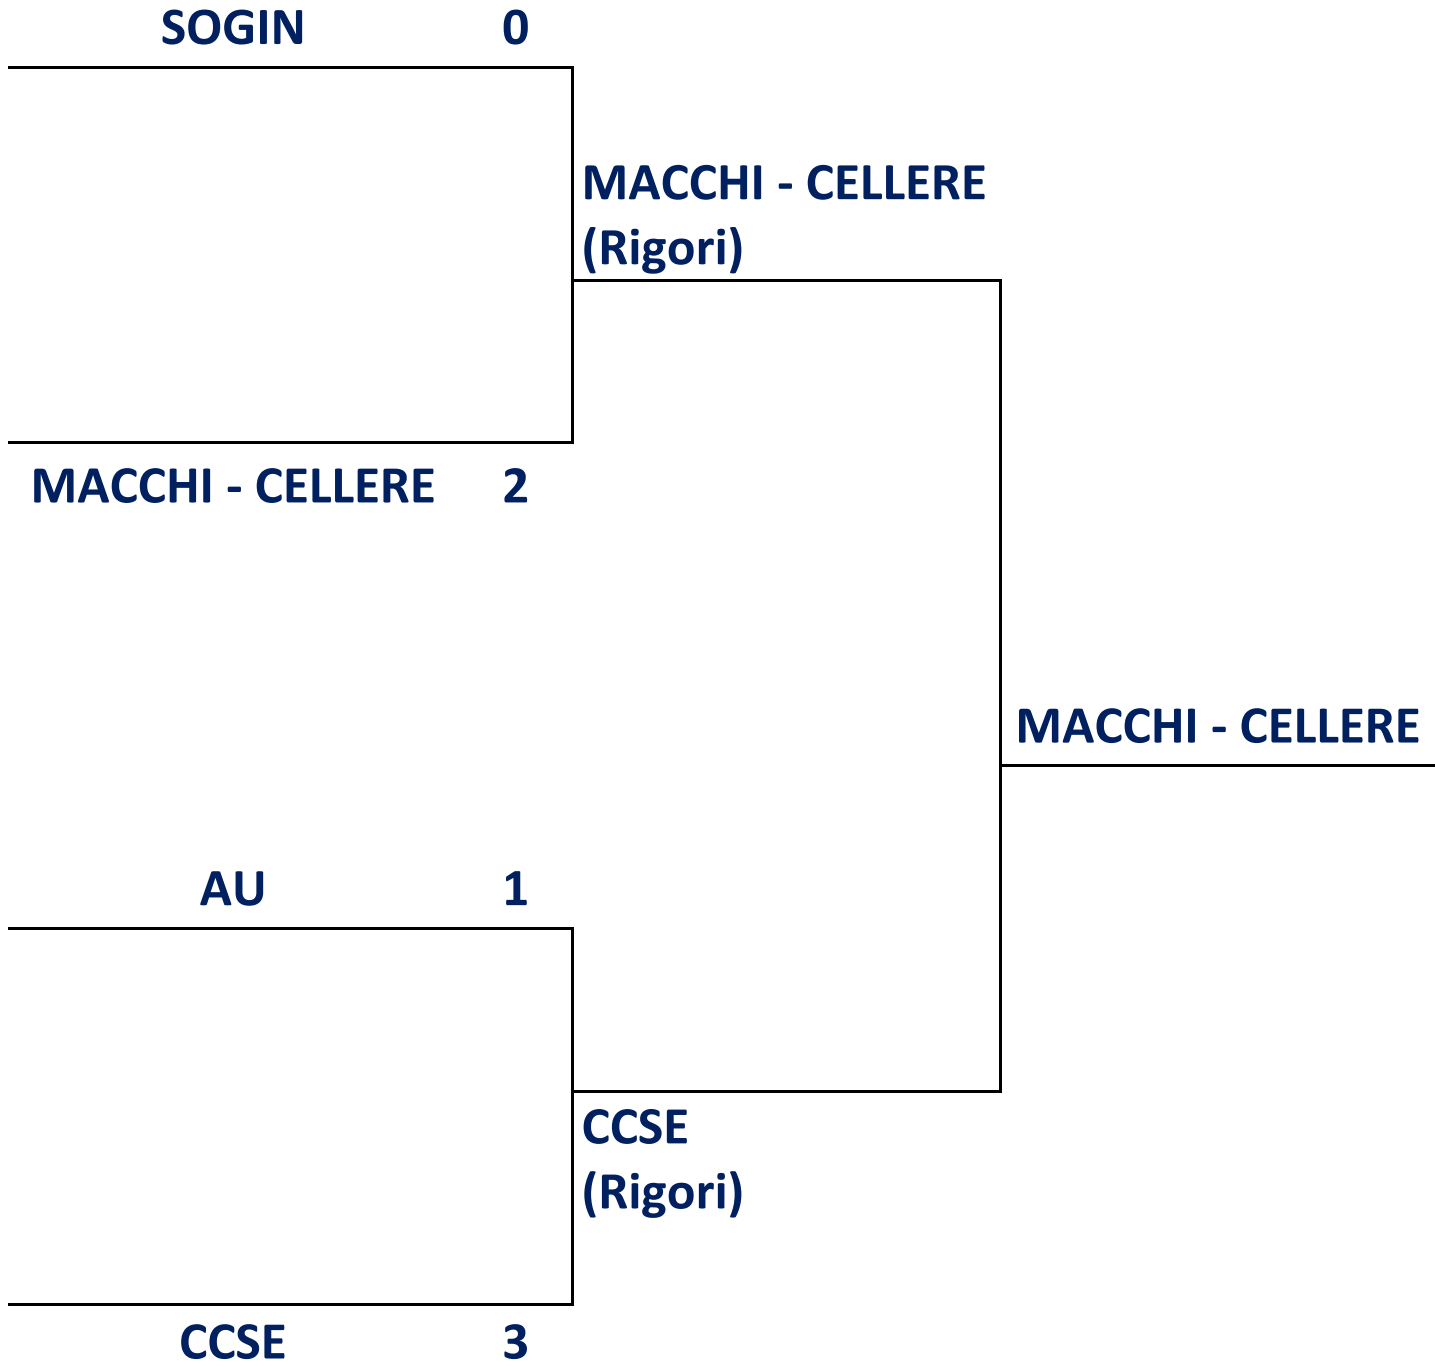 SOGIN 0
MACCHI - CELLERE
(Rigori)
MACCHI - CELLERE 2
MACCHI - CELLERE
AU 1
CCSE
(Rigori)
CCSE 3